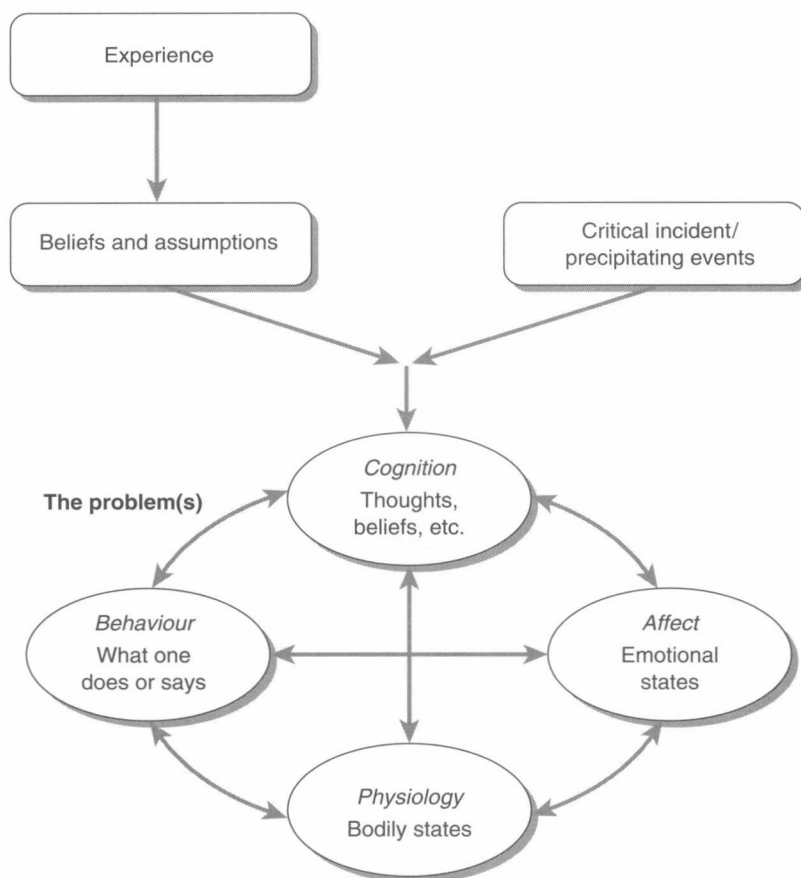 Experience
Beliefs and assumptions
Critical incident/
precipitating events
Cognition
Thoughts,
beliefs, etc.
The problem(s)
Behaviour
What one
does or says
Affect
Emotional
states
Physiology
Bodily states